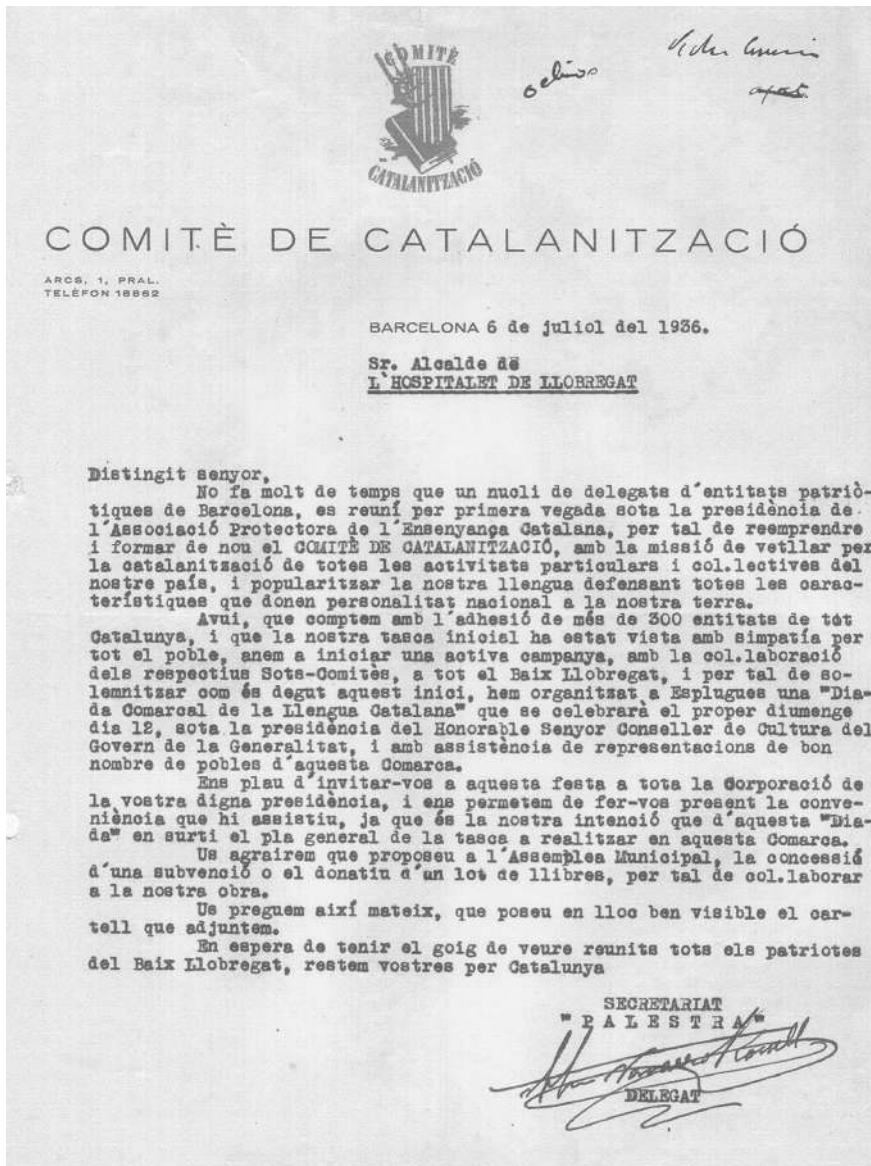 COMITÈ
DE
CATALANITZACIÓ
COMITÈ DE CATALANITZACIÓ
ARCS, 1, PRAL.
TELÈFON 18862
BARCELONA 6 de juliol del 1936.
Sr. Alcalde de
L`HOSPITALET DE LLOBREGAT
Distingit senyor,
No fa molt de temps que un nucli de delegats d´entitats patriò-
tiques de Barcelona, es reuní per primera vegada sota la presidència de
l´Associació Protectora de l´Ensenyança Catalana, per tal de reemprendre
i formar de nou el COMITÈ DE CATALANITZACIÓ, amb la missió de vetllar per
la catalanització de totes les activitats particulars i col.lectives del
nostre país, i popularitzar la nostra llengua defensant totes les carac-
terístiques que donen personalitat nacional a la nostra terra.
Avui, que comptem amb l´adhesió de més de 300 entitats de tot
Catalunya, i que la nostra tasca inicial ha estat vista amb simpatía per
tot el poble, anem a iniciar una activa campanya, amb la col.laboració
dels respectius Sots-Comitès, a tot el Baix Llobregat, i per tal de so-
lemnitzar com és degut aquest inici, hem organitzat a Esplugues una "Dia-
da Comarcal de la Llengua Catalana" que se celebrarà el proper diumenge
dia 12, sota la presidència del Honorable Senyor Conseller de Cultura del
Govern de la Generalitat, i amb assistència de representacions de bon
nombre de pobles d´aquesta Comarca.
Ens plau d´invitar-vos a aquesta festa a tota la Corporació de
la vostra digna presidència, i ens permetem de fer-vos present la conve-
niència que hi assistiu, ja que és la nostra intenció que d´aquesta "Dia-
da" en surti el pla general de la tasca a realitzar en aquesta Comarca.
Us agrairem que proposeu a l´Assemblea Municipal, la concessió
d´una subvenció o el donatiu d´un lot de llibres, per tal de col.laborar
a la nostra obra.
Us preguem així mateix, que poseu en lloc ben visible el car-
tell que adjuntem.
En espera de tenir el goig de veure reunits tots els patriotes
del Baix Llobregat, restem vostres per Catalunya
SECRETARIAT
"PALESTRA"
DELEGAT